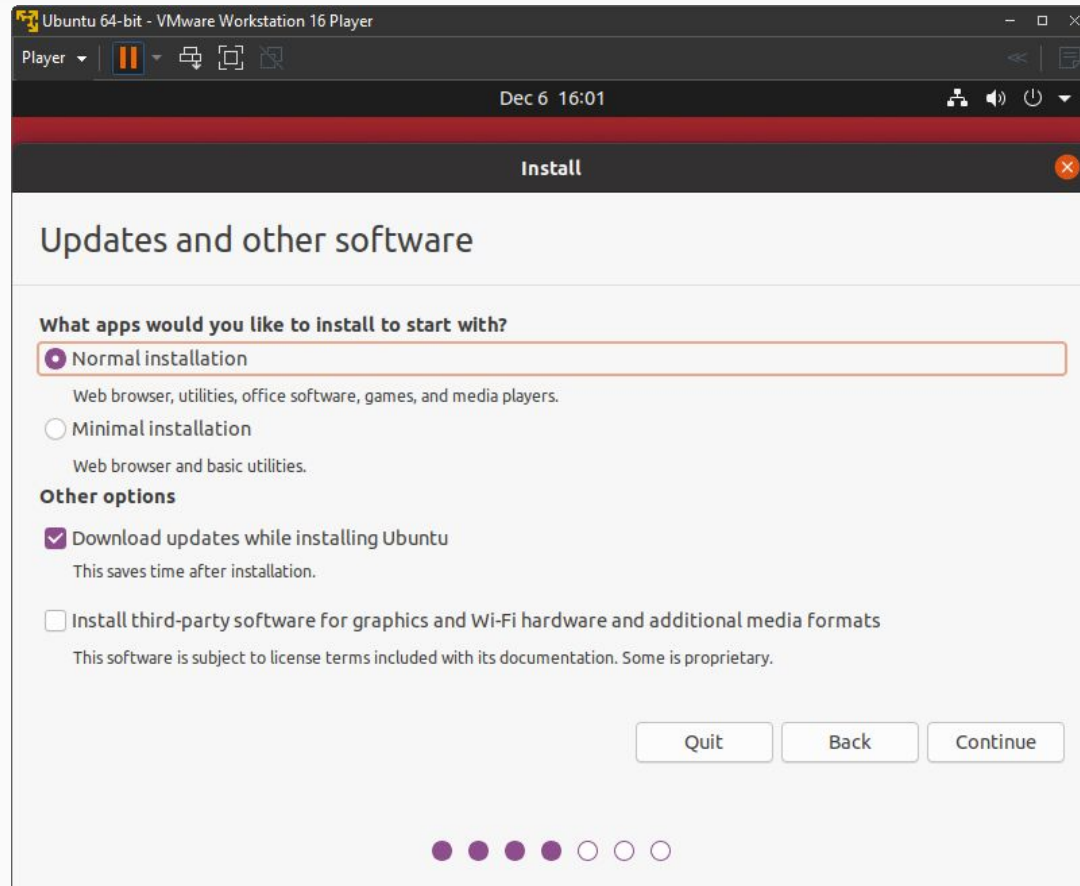 Ubuntu 64-bit - VMware Workstation 16 Player
Player
Dec 6 16:01
Install
Updates and other software
What apps would you like to install to start with?
Normal installation
Web browser, utilities, office software, games, and media players.
Minimal installation
Web browser and basic utilities.
Other options
Download updates while installing Ubuntu
This saves time after installation.
Install third-party software for graphics and Wi-Fi hardware and additional media formats
This software is subject to license terms included with its documentation. Some is proprietary.
Quit Back Continue